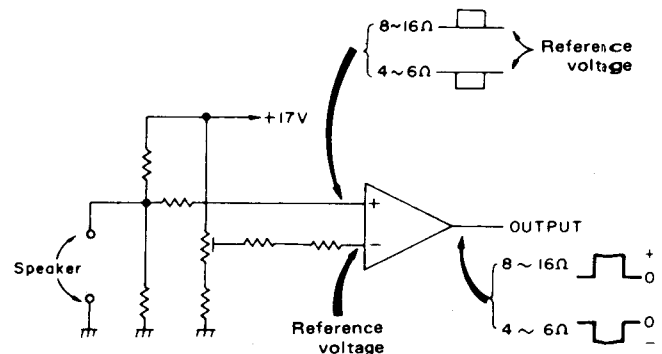 8~16Ω
4~6Ω
Reference
voltage
+17V
+
−
OUTPUT
Speaker
8 ~ 16Ω
+
0
4 ~ 6Ω
0
−
Reference
voltage